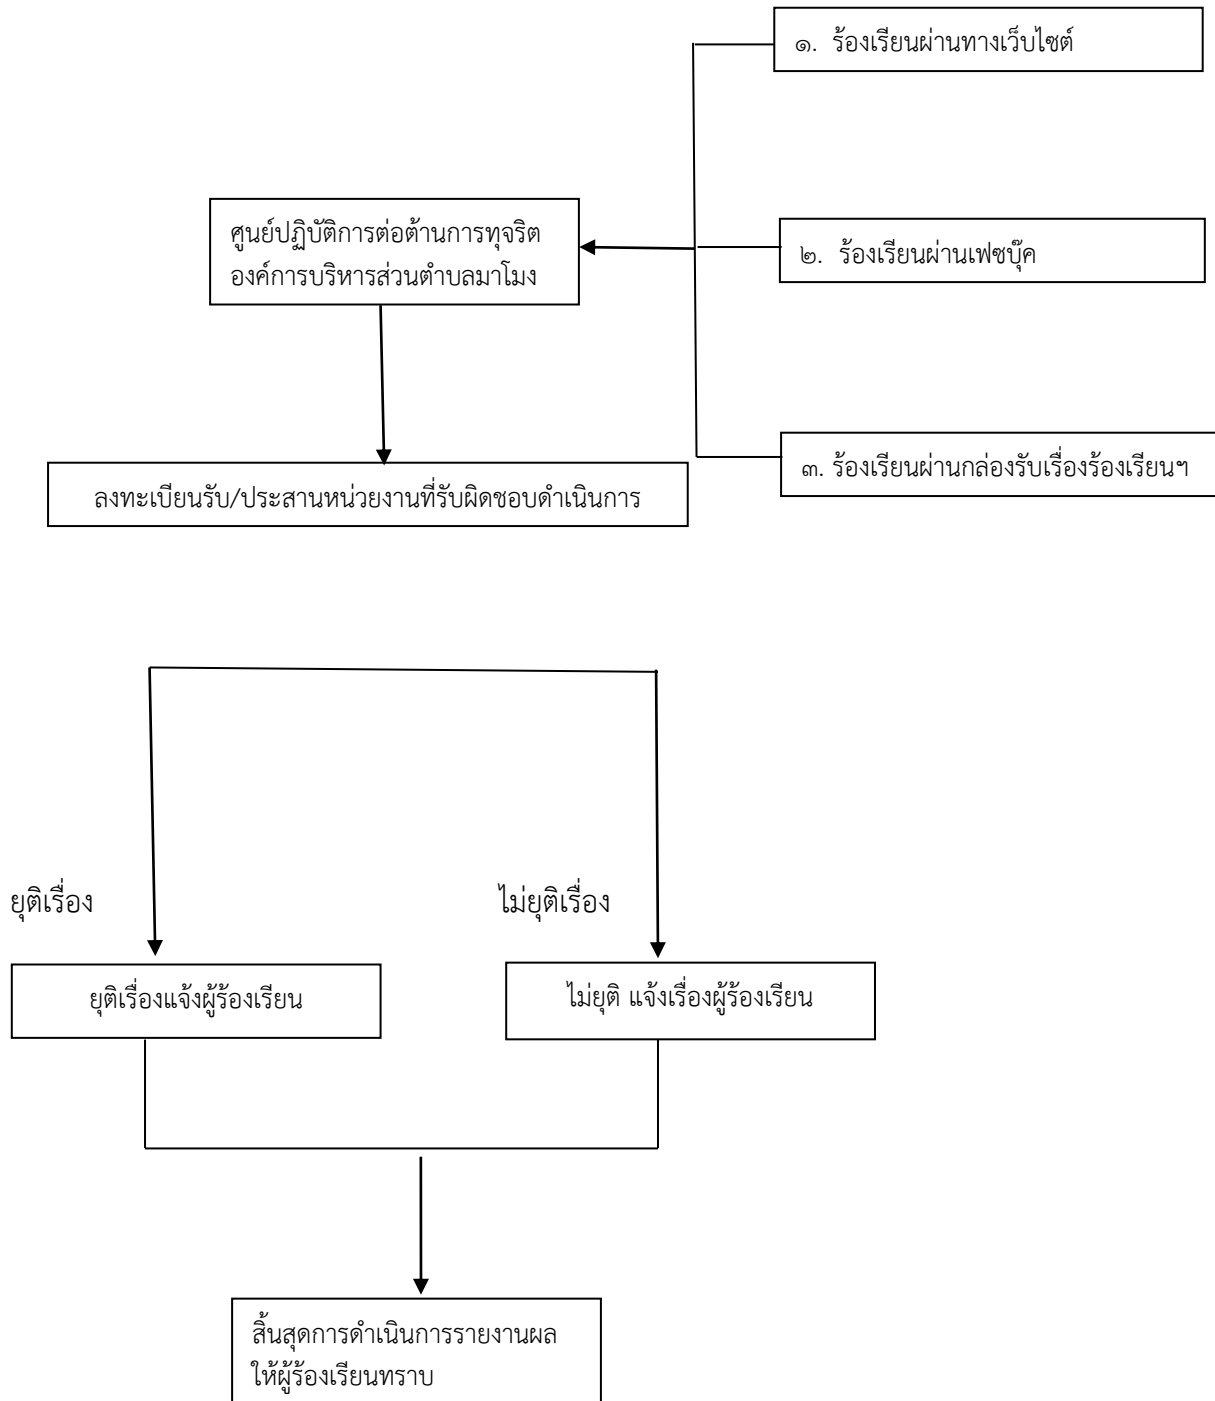 ๑. ร้องเรียนผ่านทางเว็บไซต์
ศูนย์ปฏิบัติการต่อต้านการทุจริต
องค์การบริหารส่วนตำบลมาโมง
๒. ร้องเรียนผ่านเฟซบุ๊ค
๓. ร้องเรียนผ่านกล่องรับเรื่องร้องเรียนฯ
ลงทะเบียนรับ/ประสานหน่วยงานที่รับผิดชอบดำเนินการ
ยุติเรื่อง
ไม่ยุติเรื่อง
ยุติเรื่องแจ้งผู้ร้องเรียน
ไม่ยุติ แจ้งเรื่องผู้ร้องเรียน
สิ้นสุดการดำเนินการรายงานผล
ให้ผู้ร้องเรียนทราบ